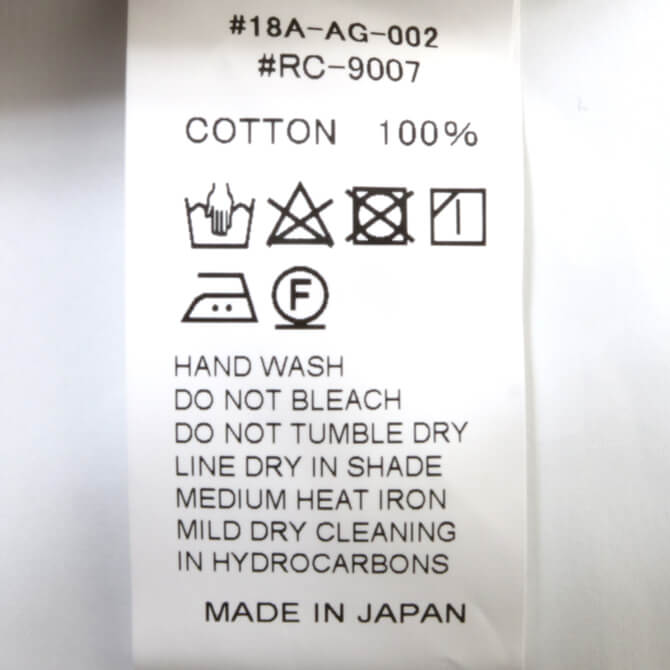 #18A-AG-002
#RC-9007
COTTON 100%
F
HAND WASH
DO NOT BLEACH
DO NOT TUMBLE DRY
LINE DRY IN SHADE
MEDIUM HEAT IRON
MILD DRY CLEANING
IN HYDROCARBONS
MADE IN JAPAN